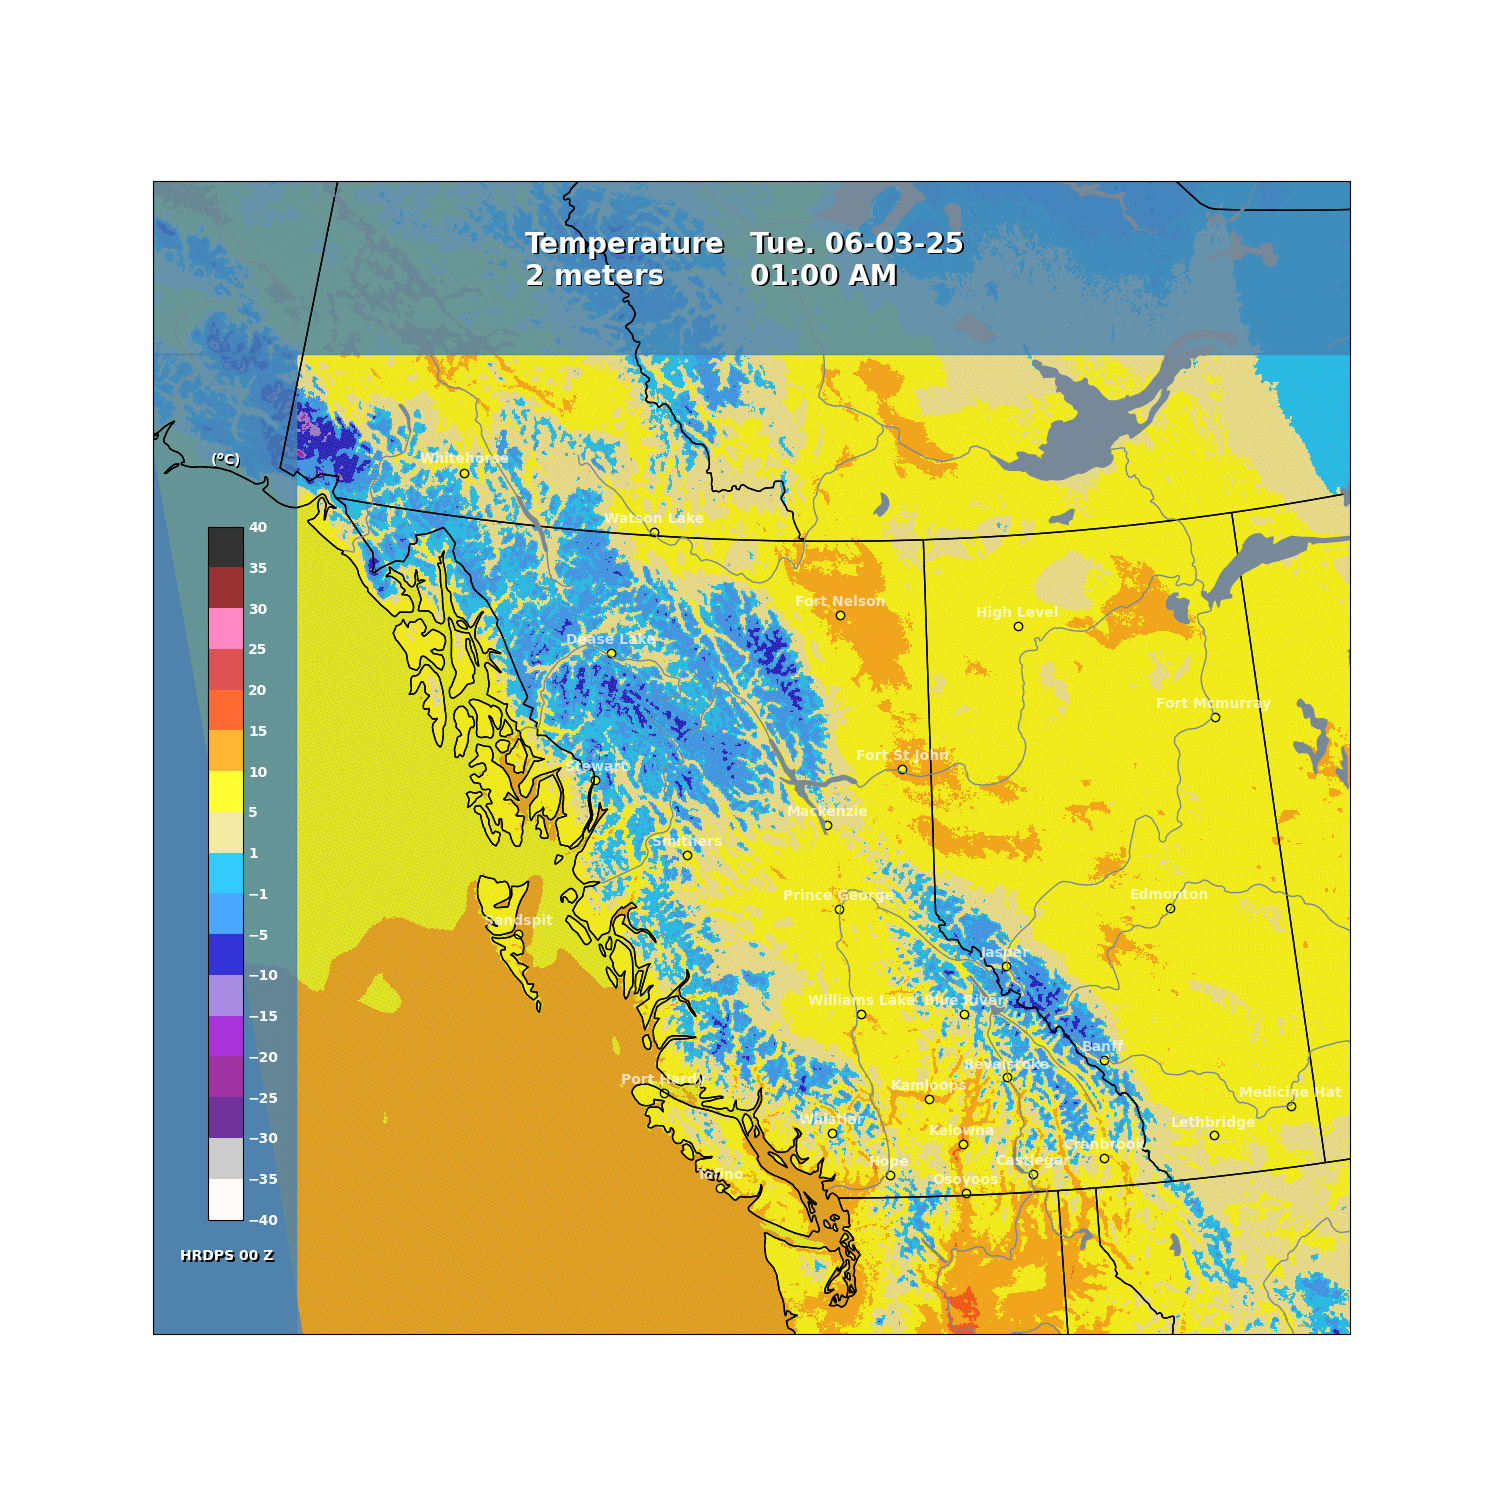 Temperature Tue. 06-03-25
2 meters 01:00 AM
(°C)
Whitehorse
Watson Lake
40
35
30
25
20
15
10
5
1
−1
−5
−10
−15
−20
−25
−30
−35
−40
Fort Nelson
High Level
Dease Lake
Fort Mcmurray
Fort St John
Stewart
Mackenzie
Smithers
Prince George
Edmonton
Sandspit
Jasper
Williams Lake
Blue River
Banff
Revelstoke
Port Hardy
Kamloops
Medicine Hat
Whistler
Lethbridge
Kelowna
Cranbrook
Hope
Castlegar
Tofino
Osoyoos
HRDPS 00 Z